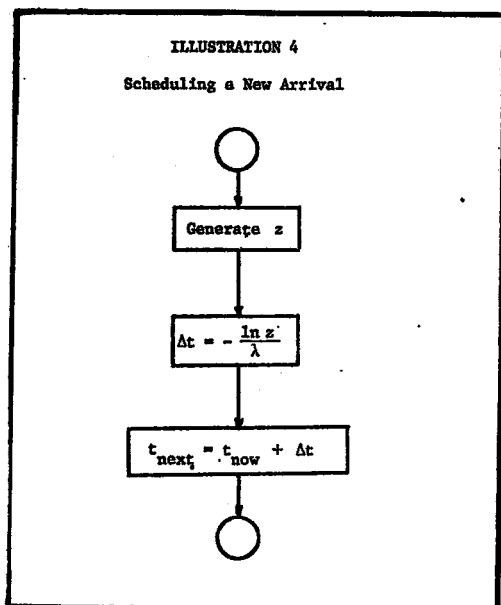 ILLUSTRATION 4
Scheduling a New Arrival
Generate z
Δt = - ln z / λ
t_next = t_now + Δt